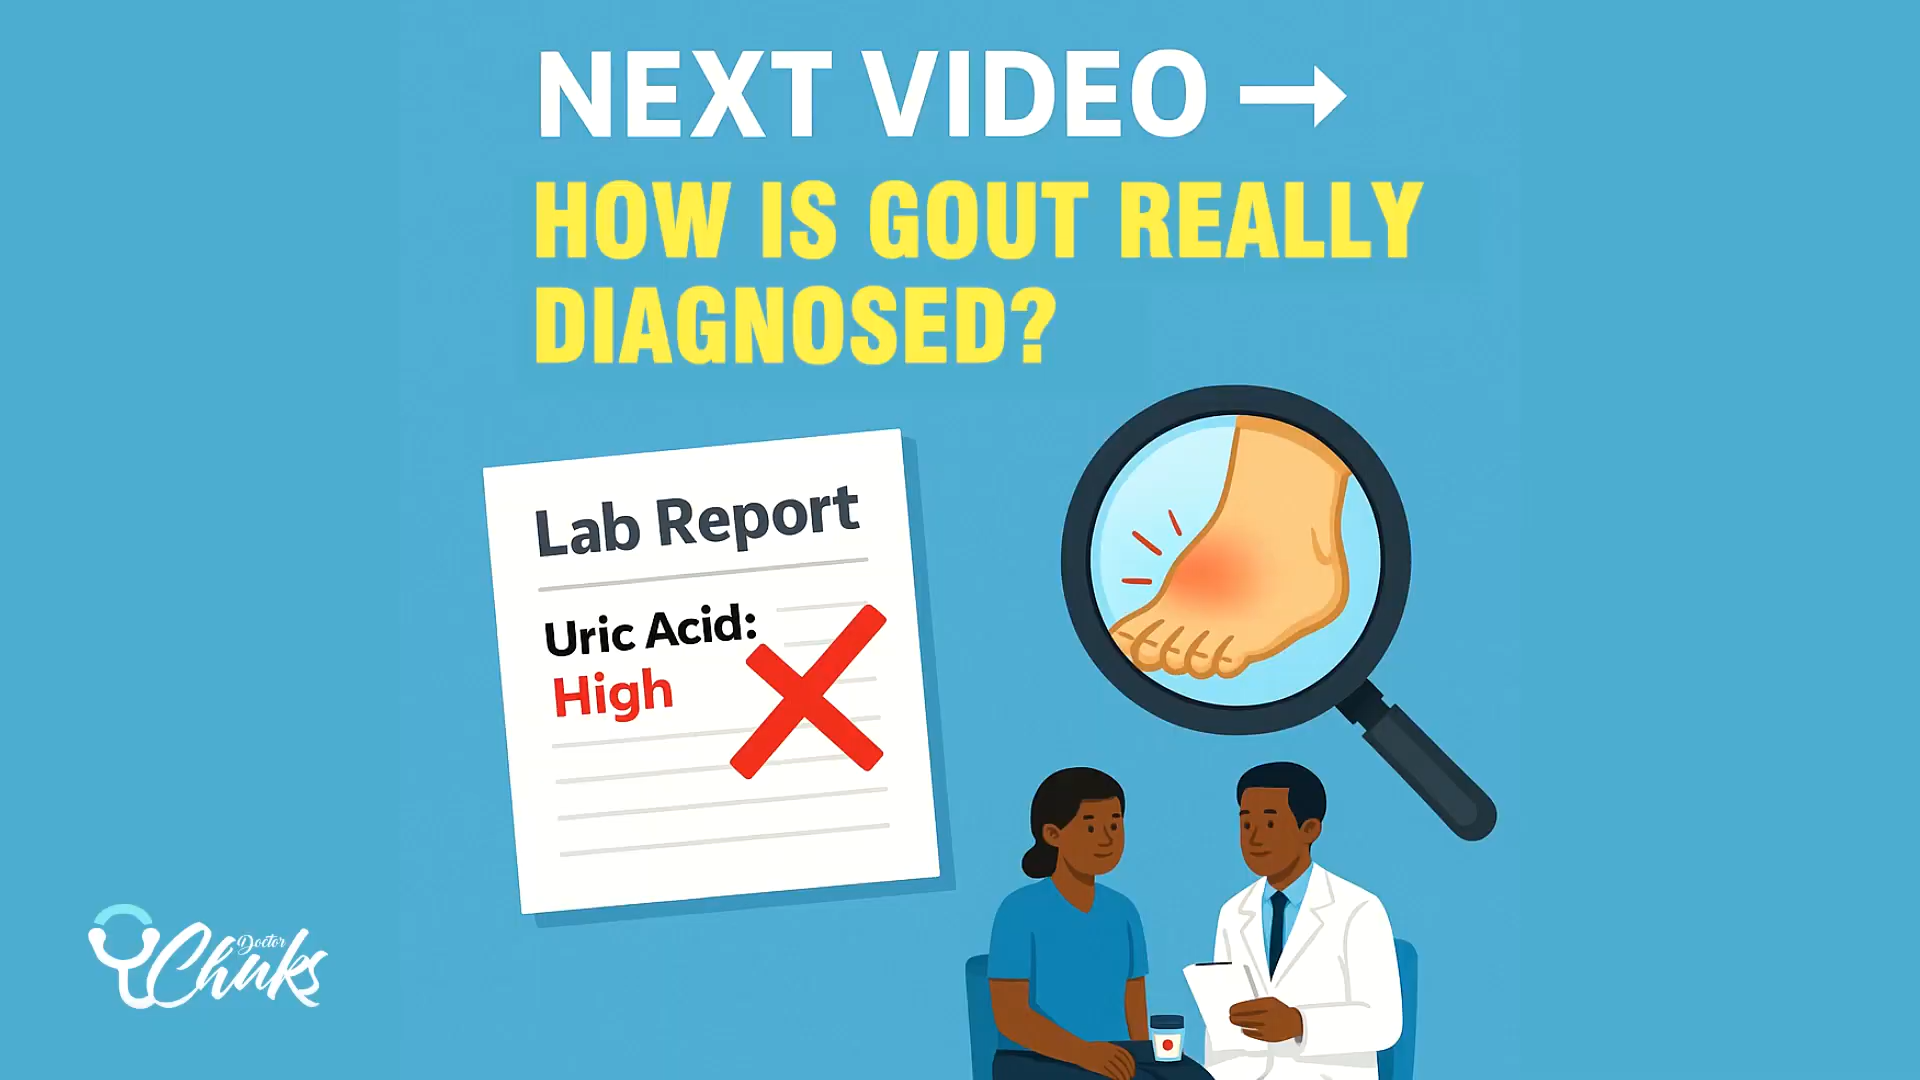 NEXT VIDEO →
HOW IS GOUT REALLY
DIAGNOSED?
Lab Report
Uric Acid:
High
Doctor
Chuks